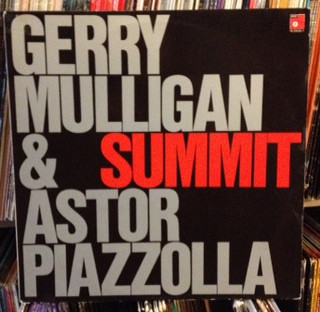 GERRY
MULLIGAN
& SUMMIT
ASTOR
PIAZZOLLA